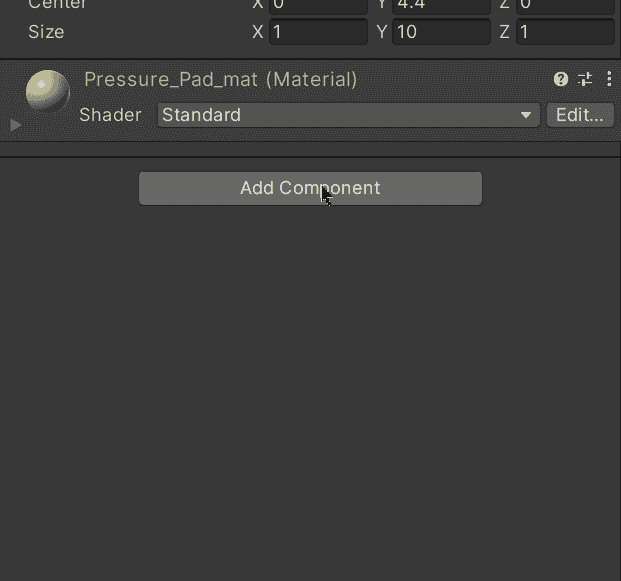 Center X 0 Y 4.4 Z 0
Size X 1 Y 10 Z 1
Pressure_Pad_mat (Material)
Shader Standard Edit...
Add Component